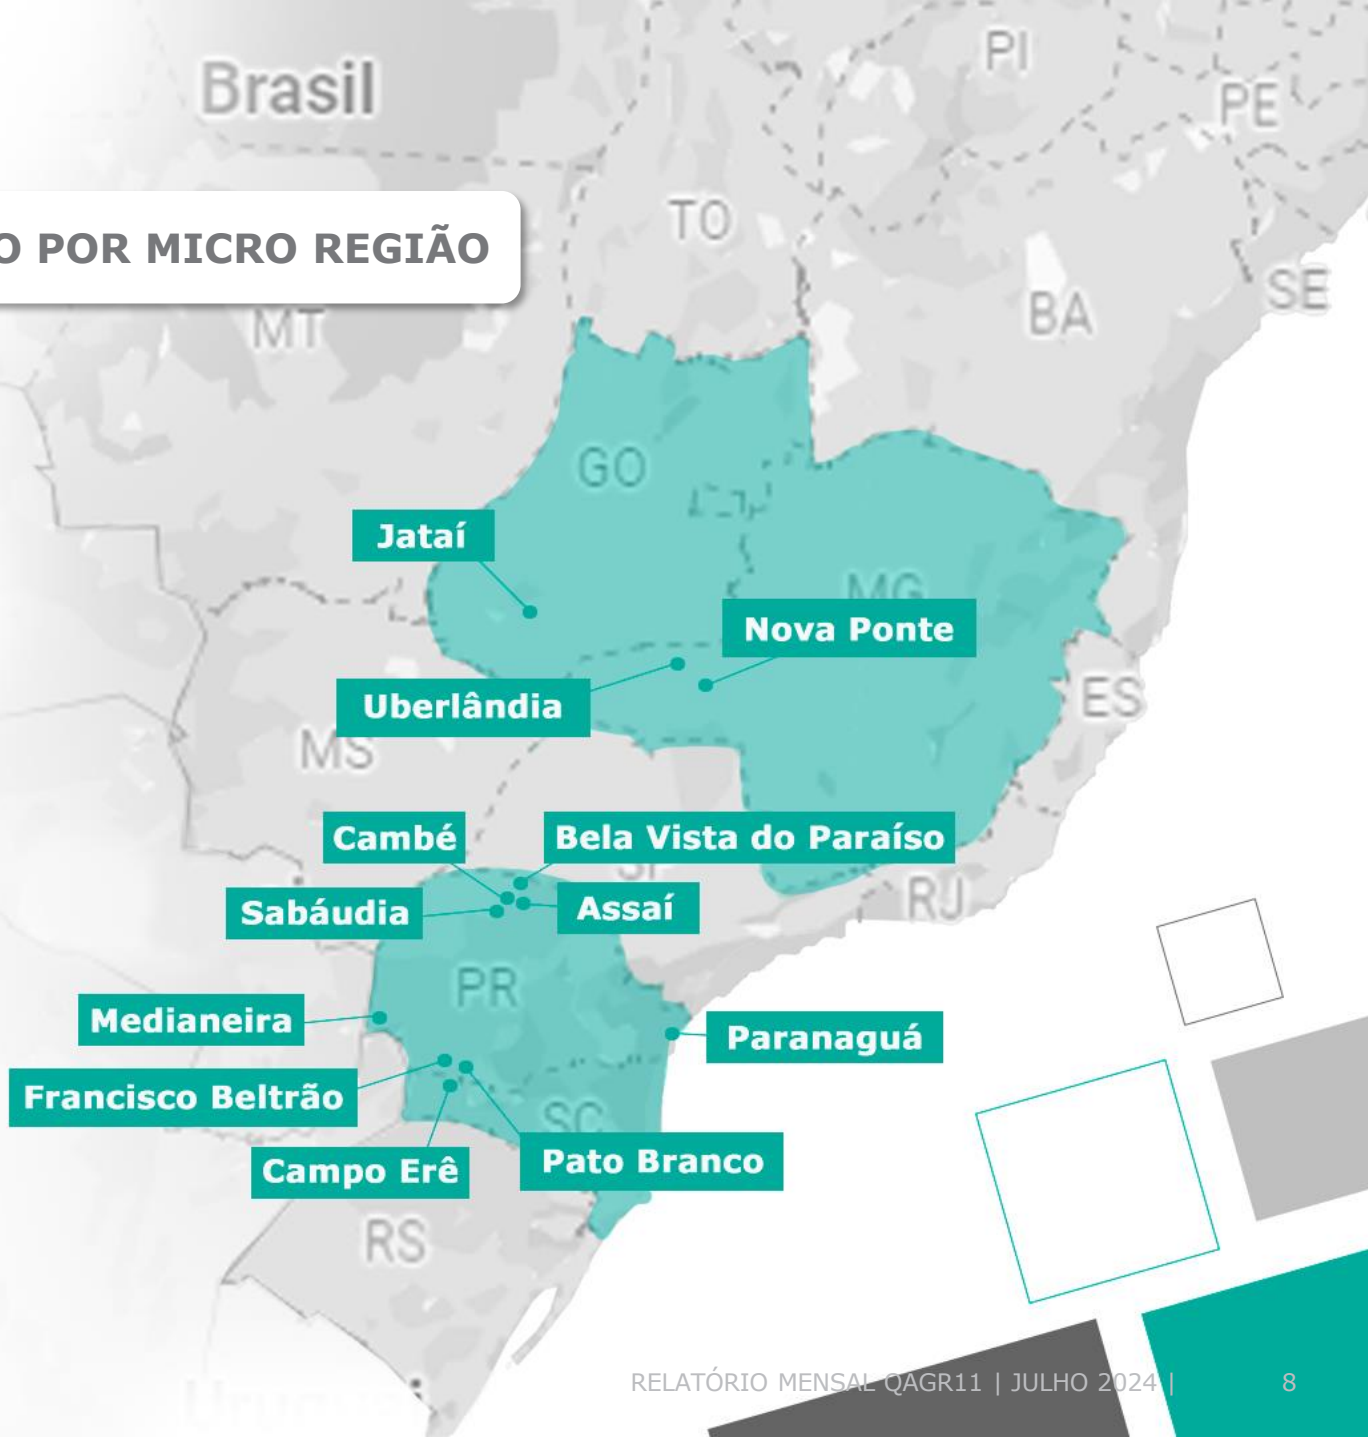 Brasil
PI
PE
TO
O POR MICRO REGIÃO
SE
BA
MT
GO
Jataí
MG
Nova Ponte
ES
Uberlândia
MS
Cambé
Bela Vista do Paraíso
SP
RJ
Sabáudia
Assaí
PR
Medianeira
Paranaguá
Francisco Beltrão
SC
Campo Erê
Pato Branco
RS
Uruguai
RELATÓRIO MENSAL QAGR11 | JULHO 2024 |
8